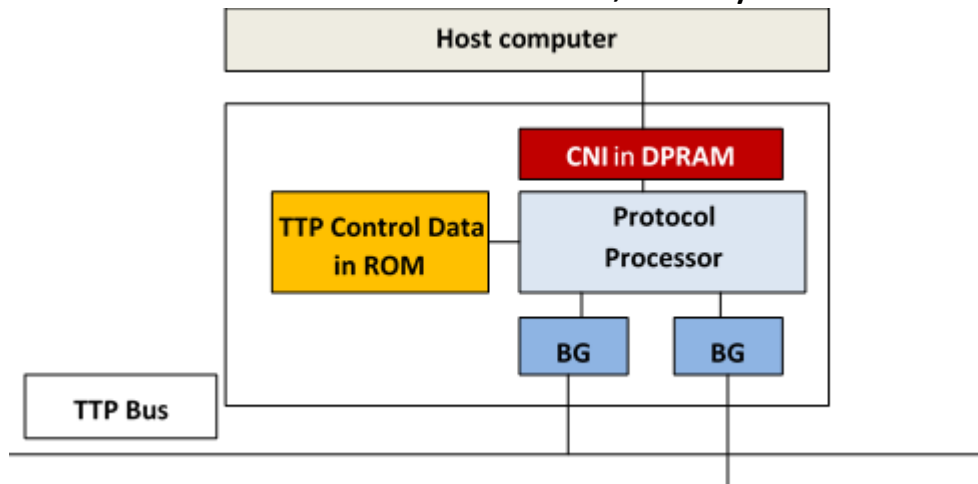 Host computer
CNI in DPRAM
TTP Control Data
in ROM
Protocol
Processor
BG
BG
TTP Bus